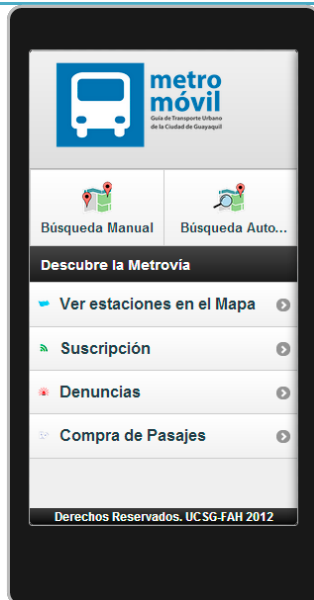 metro
móvil
Guía de Transporte Urbano
de la Ciudad de Guayaquil
Búsqueda Manual
Búsqueda Auto...
Descubre la Metrovía
Ver estaciones en el Mapa
Suscripción
Denuncias
Compra de Pasajes
Derechos Reservados. UCSG-FAH 2012